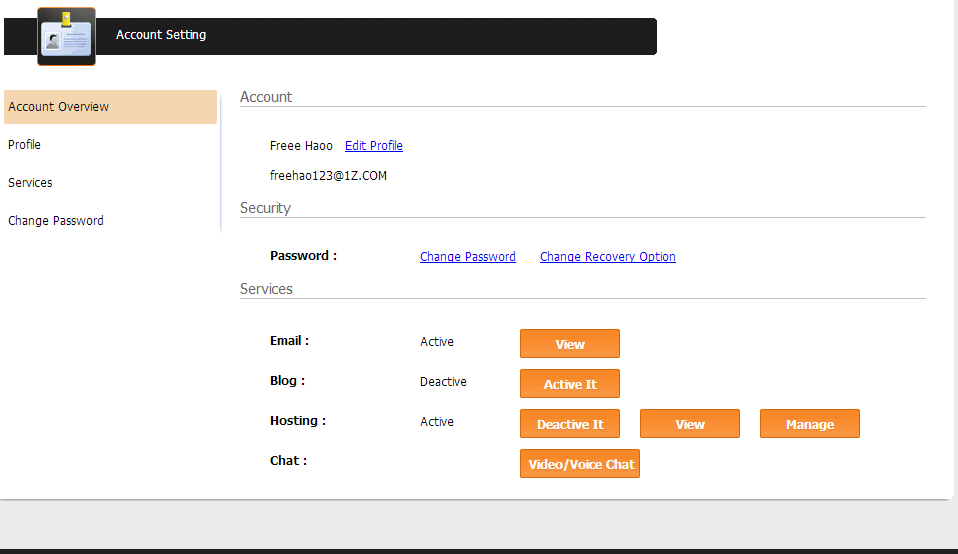 Account Setting
Account Overview
Profile
Services
Change Password
Account
Freee Haoo Edit Profile
freehao123@1Z.COM
Security
Password : Change Password Change Recovery Option
Services
Email : Active View
Blog : Deactive Active It
Hosting : Active Deactive It View Manage
Chat : Video/Voice Chat